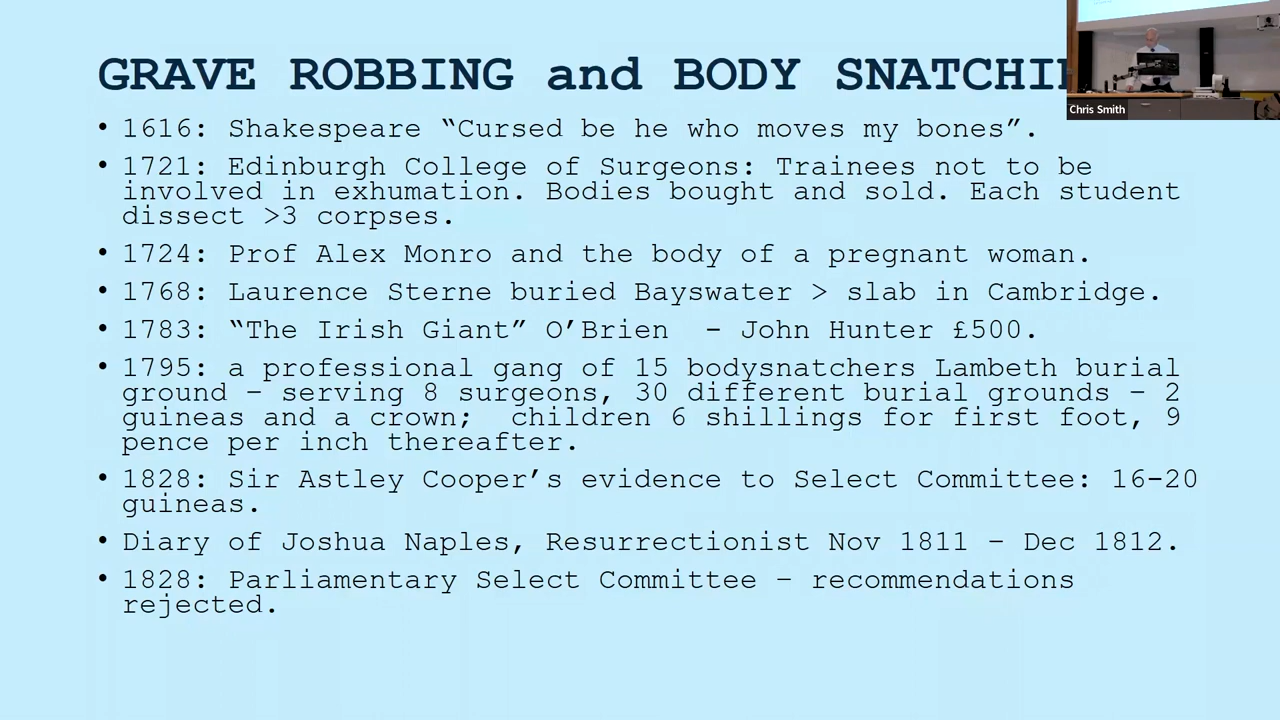 GRAVE ROBBING and BODY SNATCHI
• 1616: Shakespeare “Cursed be he who moves my bones”.
• 1721: Edinburgh College of Surgeons: Trainees not to be
involved in exhumation. Bodies bought and sold. Each student
dissect >3 corpses.
• 1724: Prof Alex Monro and the body of a pregnant woman.
• 1768: Laurence Sterne buried Bayswater > slab in Cambridge.
• 1783: “The Irish Giant” O’Brien - John Hunter £500.
• 1795: a professional gang of 15 bodysnatchers Lambeth burial
ground – serving 8 surgeons, 30 different burial grounds – 2
guineas and a crown; children 6 shillings for first foot, 9
pence per inch thereafter.
• 1828: Sir Astley Cooper’s evidence to Select Committee: 16-20
guineas.
• Diary of Joshua Naples, Resurrectionist Nov 1811 – Dec 1812.
• 1828: Parliamentary Select Committee – recommendations
rejected.
Chris Smith